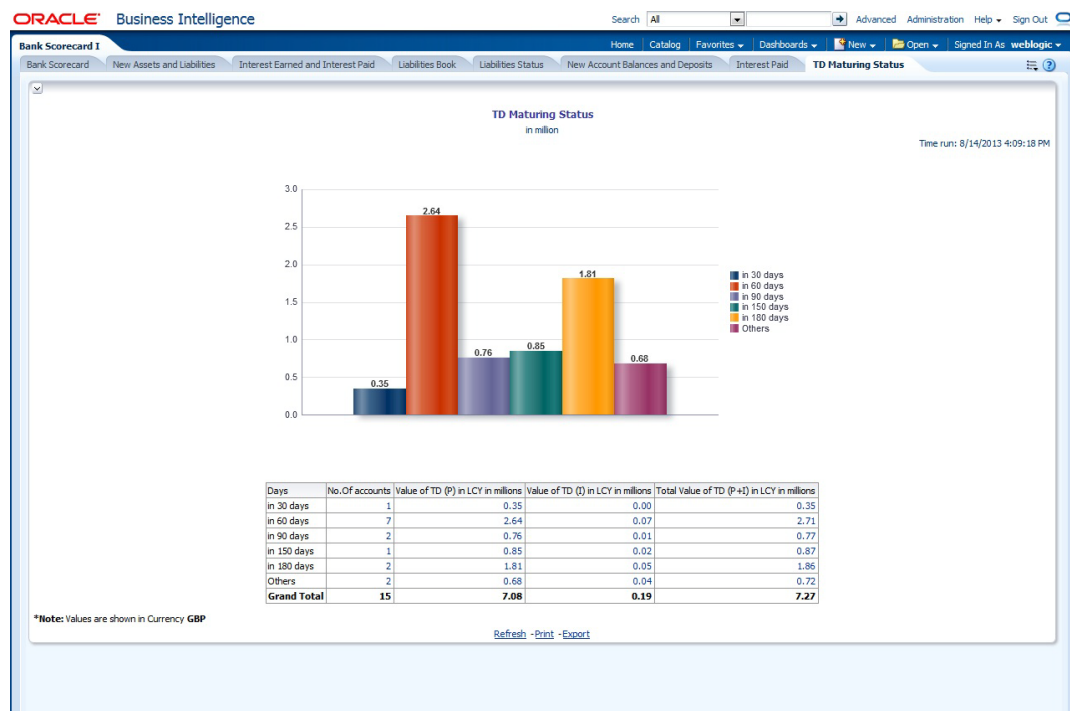 ORACLE® Business Intelligence Search All Advanced Administration Help Sign Out
Bank Scorecard I Home Catalog Favorites Dashboards New Open Signed In As weblogic
Bank Scorecard New Assets and Liabilities Interest Earned and Interest Paid Liabilities Book Liabilities Status New Account Balances and Deposits Interest Paid TD Maturing Status
TD Maturing Status
in million
Time run: 8/14/2013 4:09:18 PM
3.0
2.5
2.0
1.5
1.0
0.5
0.0
0.35
2.64
0.76
0.85
1.81
0.68
in 30 days
in 60 days
in 90 days
in 150 days
in 180 days
Others
Days No.Of accounts Value of TD (P) in LCY in millions Value of TD (I) in LCY in millions Total Value of TD (P+I) in LCY in millions
in 30 days 1 0.35 0.00 0.35
in 60 days 7 2.64 0.07 2.71
in 90 days 2 0.76 0.01 0.77
in 150 days 1 0.85 0.02 0.87
in 180 days 2 1.81 0.05 1.86
Others 2 0.68 0.04 0.72
Grand Total 15 7.08 0.19 7.27
*Note: Values are shown in Currency GBP
Refresh - Print - Export